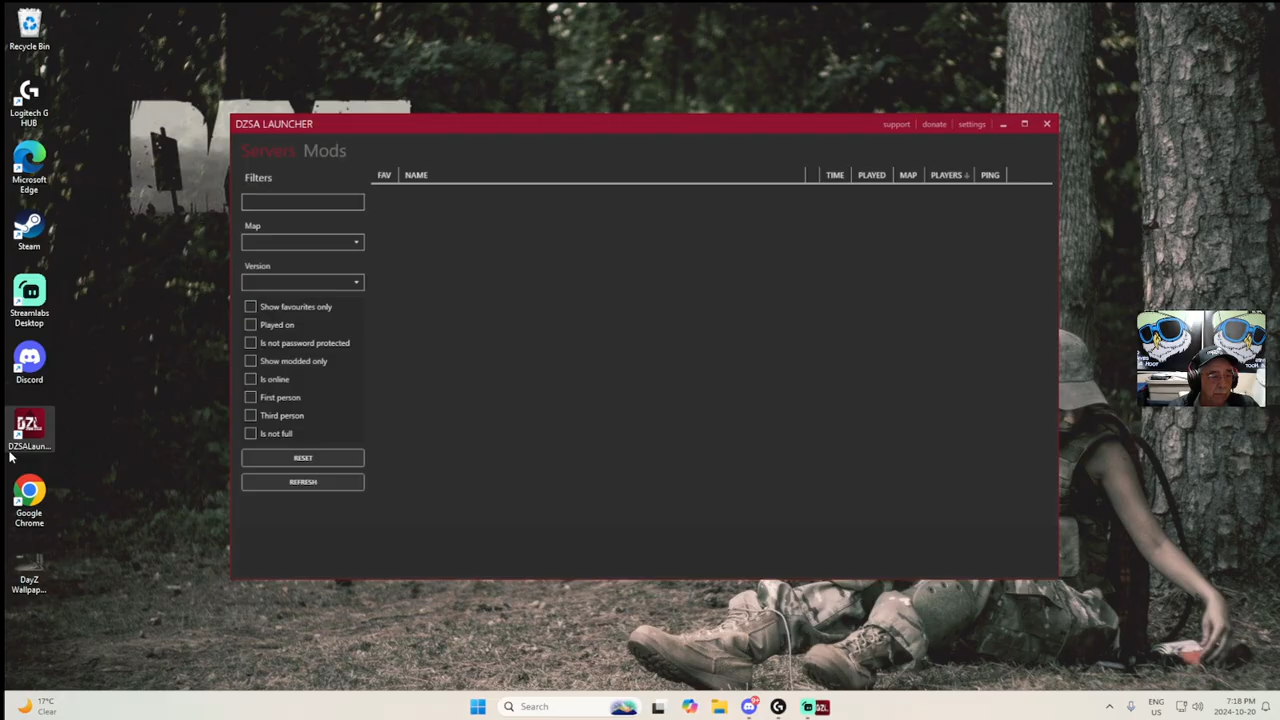 Recycle Bin
Logitech G
HUB
Microsoft
Edge
Steam
Streamlabs
Desktop
Discord
DZL
DZSALaun...
Google
Chrome
DayZ
Wallpap...
DZSA LAUNCHER
support
donate
settings
Servers Mods
Filters
Map
Version
Show favourites only
Played on
Is not password protected
Show modded only
Is online
First person
Third person
Is not full
RESET
REFRESH
FAV
NAME
TIME
PLAYED
MAP
PLAYERS
PING
17°C
Clear
Search
DZL
ENG
US
7:18 PM
2024-10-20